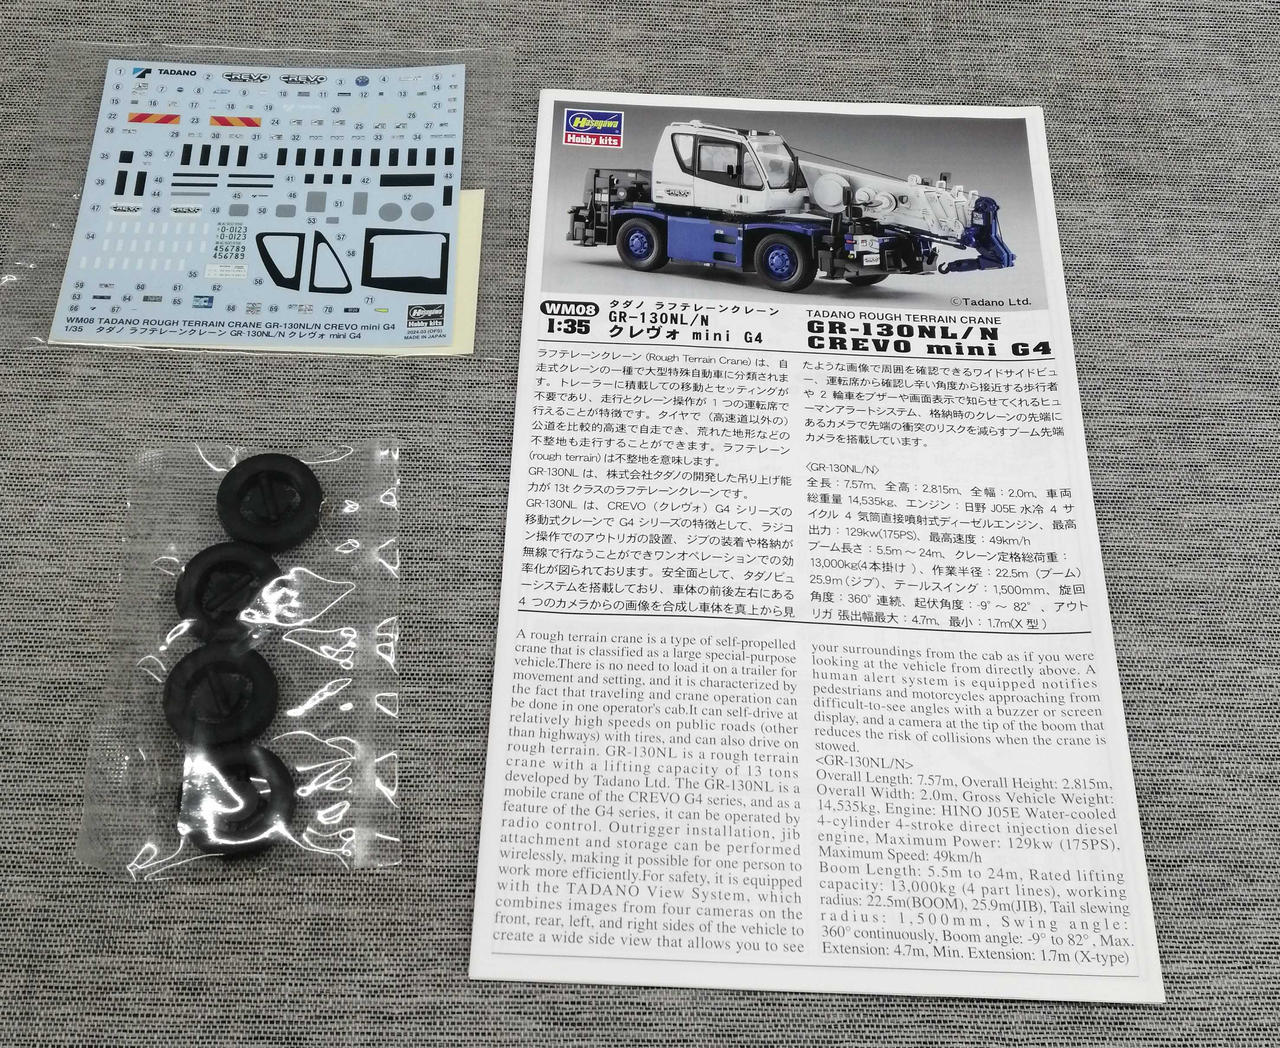 TADANO
CREVO
CREVO
0-0123
0-0123
456789
456789
WM08 TADANO ROUGH TERRAIN CRANE GR-130NL/N CREVO mini G4
1/35 タダノ ラフテレーンクレーン GR-130NL/N クレヴォ mini G4
Hasegawa
Hobby kits
2024.03 (OFS)
MADE IN JAPAN
Hasegawa
Hobby kits
CREVO
©Tadano Ltd.
WM08
1:35
タダノ ラフテレーンクレーン
GR-130NL/N
クレヴォ mini G4
TADANO ROUGH TERRAIN CRANE
GR-130NL/N
CREVO mini G4
ラフテレーンクレーン (Rough Terrain Crane) は、自
走式クレーンの一種で大型特殊自動車に分類されま
す。トレーラーに積載しての移動とセッティングが
不要であり、走行とクレーン操作が 1 つの運転席で
行えることが特徴です。タイヤで (高速道以外の)
公道を比較的高速で自走でき、荒れた地形などの
不整地も走行することができます。ラフテレーン
(rough terrain) は不整地を意味します。
GR-130NL は、株式会社タダノの開発した吊り上げ能
力が 13t クラスのラフテレーンクレーンです。
GR-130NL は、CREVO (クレヴォ) G4 シリーズの
移動式クレーンで G4 シリーズの特徴として、ラジコ
ン操作でのアウトリガの設置、ジブの装着や格納が
無線で行なうことができワンオペレーションでの効
率化が図られております。安全面として、タダノビュ
ーシステムを搭載しており、車体の前後左右にある
4 つのカメラからの画像を合成し車体を真上から見
たような画像で周囲を確認できるワイドサイドビュ
ー、運転席から確認し辛い角度から接近する歩行者
や 2 輪車をブザーや画面表示で知らせてくれるヒュ
ーマンアラートシステム、格納時のクレーンの先端に
あるカメラで先端の衝突のリスクを減らすブーム先端
カメラを搭載しています。
〈GR-130NL/N〉
全長：7.57m、全高：2.815m、全幅：2.0m、車両
総重量 14,535kg、エンジン：日野 J05E 水冷 4 サ
イクル 4 気筒直接噴射式ディーゼルエンジン、最高
出力：129kw(175PS)、最高速度：49km/h
ブーム長さ：5.5m～24m、クレーン定格総荷重：
13,000kg(4本掛け)、作業半径：22.5m (ブーム)
25.9m (ジブ)、テールスイング：1,500mm、旋回
角度：360° 連続、起伏角度：-9°～ 82° 、アウト
リガ 張出幅最大：4.7m、最小：1.7m(X 型)
A rough terrain crane is a type of self-propelled
crane that is classified as a large special-purpose
vehicle.There is no need to load it on a trailer for
movement and setting, and it is characterized by
the fact that traveling and crane operation can
be done in one operator's cab.It can self-drive at
relatively high speeds on public roads (other
than highways) with tires, and can also drive on
rough terrain. GR-130NL is a rough terrain
crane with a lifting capacity of 13 tons
developed by Tadano Ltd. The GR-130NL is a
mobile crane of the CREVO G4 series, and as a
feature of the G4 series, it can be operated by
radio control. Outrigger installation, jib
attachment and storage can be performed
wirelessly, making it possible for one person to
work more efficiently.For safety, it is equipped
with the TADANO View System, which
combines images from four cameras on the
front, rear, left, and right sides of the vehicle to
create a wide side view that allows you to see
your surroundings from the cab as if you were
looking at the vehicle from directly above. A
human alert system is equipped notifies
pedestrians and motorcycles approaching from
difficult-to-see angles with a buzzer or screen
display, and a camera at the tip of the boom that
reduces the risk of collisions when the crane is
stowed.
<GR-130NL/N>
Overall Length: 7.57m, Overall Height: 2.815m,
Overall Width: 2.0m, Gross Vehicle Weight:
14,535kg, Engine: HINO J05E Water-cooled
4-cylinder 4-stroke direct injection diesel
engine, Maximum Power: 129kw (175PS),
Maximum Speed: 49km/h
Boom Length: 5.5m to 24m, Rated lifting
capacity: 13,000kg (4 part lines), working
radius: 22.5m(BOOM), 25.9m(JIB), Tail slewing
radius: 1,500mm, Swing angle:
360° continuously, Boom angle: -9° to 82° , Max.
Extension: 4.7m, Min. Extension: 1.7m (X-type)